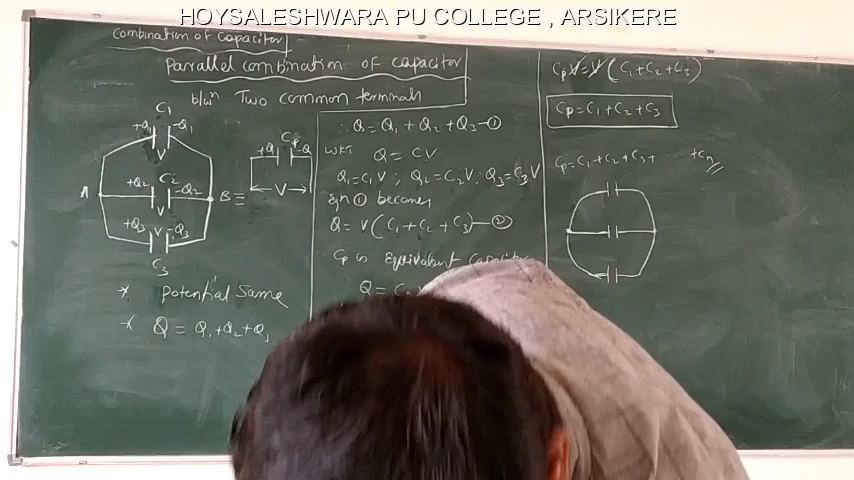 HOYSALESHWARA PU COLLEGE , ARSIKERE
Combination of Capacitor
Parallel combination of capacitor
b/wn Two common terminals
C1
+Q1 -Q1
V
C2
A +Q2 -Q2 B ≡
V
+Q3 V -Q3
C3
Cp
+Q -Q
V
* Potential Same
* Q = Q1 + Q2 + Q3
∴ Q = Q1 + Q2 + Q3 —①
WKT Q = CV
Q1 = C1V ; Q2 = C2V ; Q3 = C3V
Eqn ① becomes
Q = V ( C1 + C2 + C3 ) —②
Cp is Equivalent
Q =
Cp V = V ( C1 + C2 + C3 )
Cp = C1 + C2 + C3
Cp = C1 + C2 + C3 + ..... + Cn